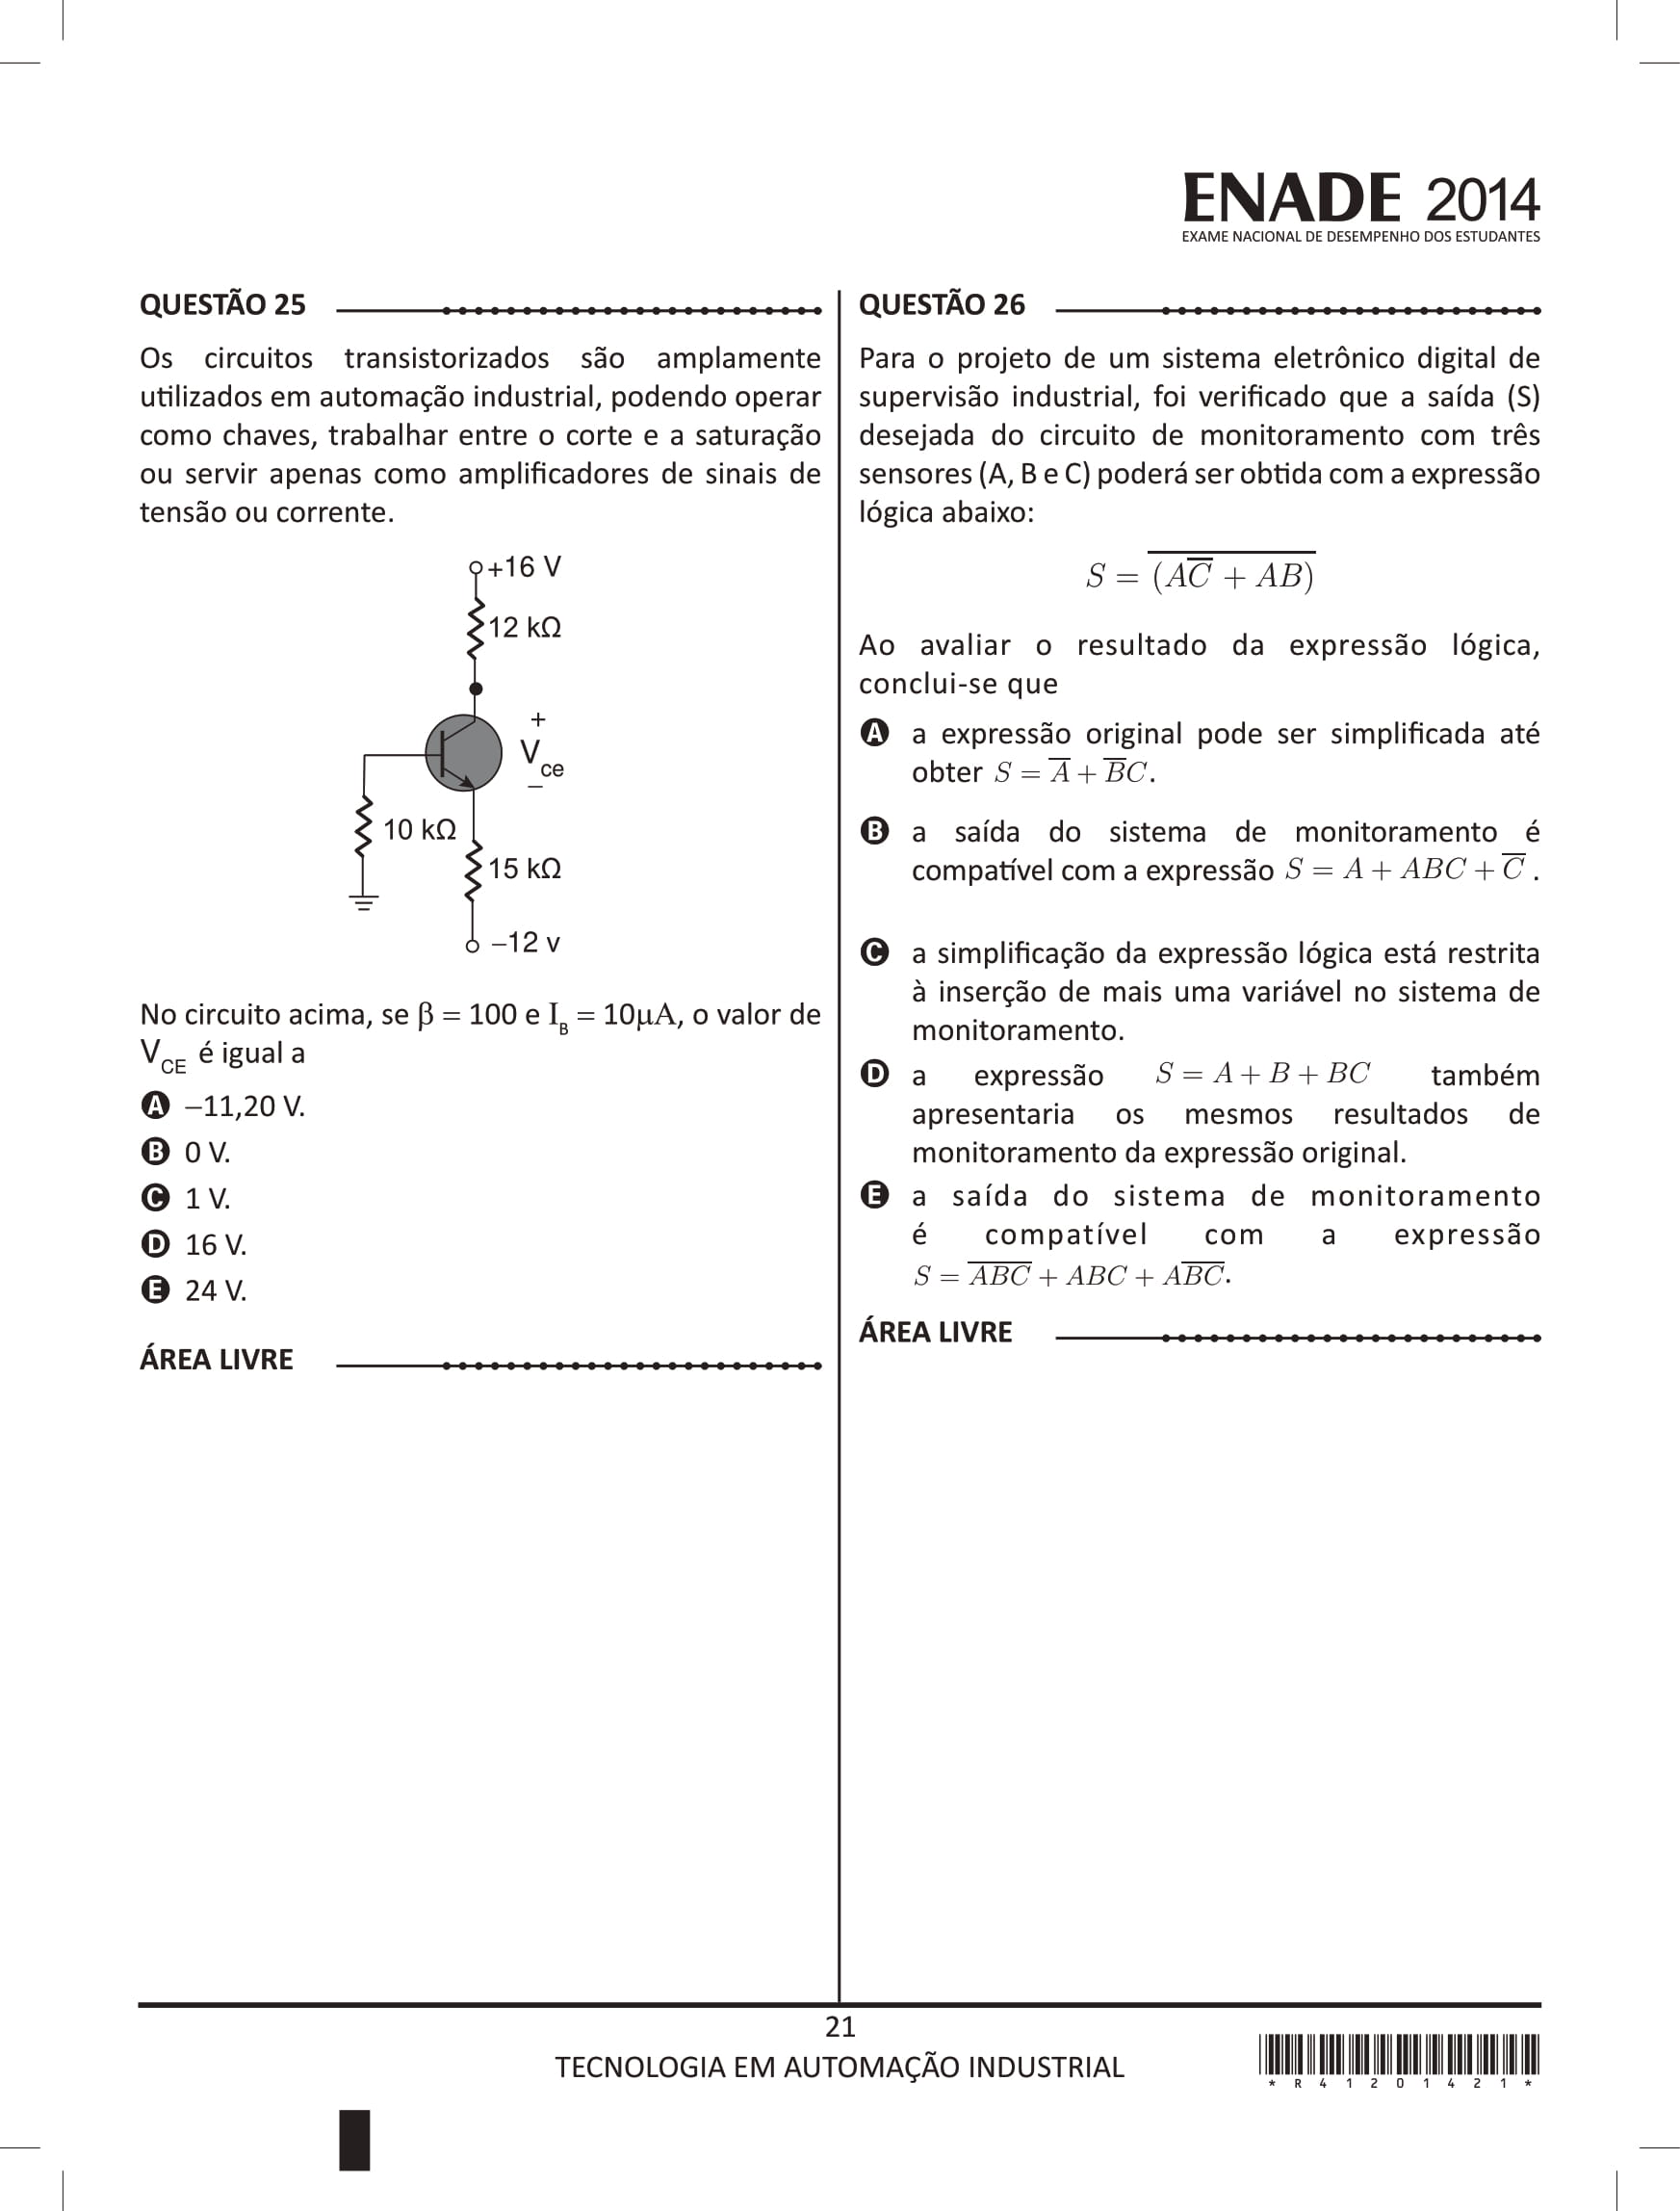 ENADE 2014
EXAME NACIONAL DE DESEMPENHO DOS ESTUDANTES
QUESTÃO 25
Os circuitos transistorizados são amplamente
utilizados em automação industrial, podendo operar
como chaves, trabalhar entre o corte e a saturação
ou servir apenas como amplificadores de sinais de
tensão ou corrente.
+16 V
12 kΩ
+
V_ce
–
10 kΩ
15 kΩ
–12 v
No circuito acima, se β = 100 e I_B = 10μA, o valor de
V_CE é igual a
A –11,20 V.
B 0 V.
C 1 V.
D 16 V.
E 24 V.
ÁREA LIVRE
QUESTÃO 26
Para o projeto de um sistema eletrônico digital de
supervisão industrial, foi verificado que a saída (S)
desejada do circuito de monitoramento com três
sensores (A, B e C) poderá ser obtida com a expressão
lógica abaixo:
$S = \overline{(A\overline{C} + AB)}$
Ao avaliar o resultado da expressão lógica,
conclui-se que
A a expressão original pode ser simplificada até
obter $S = \overline{A} + \overline{B}C$.
B a saída do sistema de monitoramento é
compatível com a expressão $S = A + ABC + \overline{C}$.
C a simplificação da expressão lógica está restrita
à inserção de mais uma variável no sistema de
monitoramento.
D a expressão $S = A + B + BC$ também
apresentaria os mesmos resultados de
monitoramento da expressão original.
E a saída do sistema de monitoramento
é compatível com a expressão
$S = \overline{ABC} + ABC + A\overline{BC}$.
ÁREA LIVRE
21
TECNOLOGIA EM AUTOMAÇÃO INDUSTRIAL
* R 4 1 2 0 1 4 2 1 *